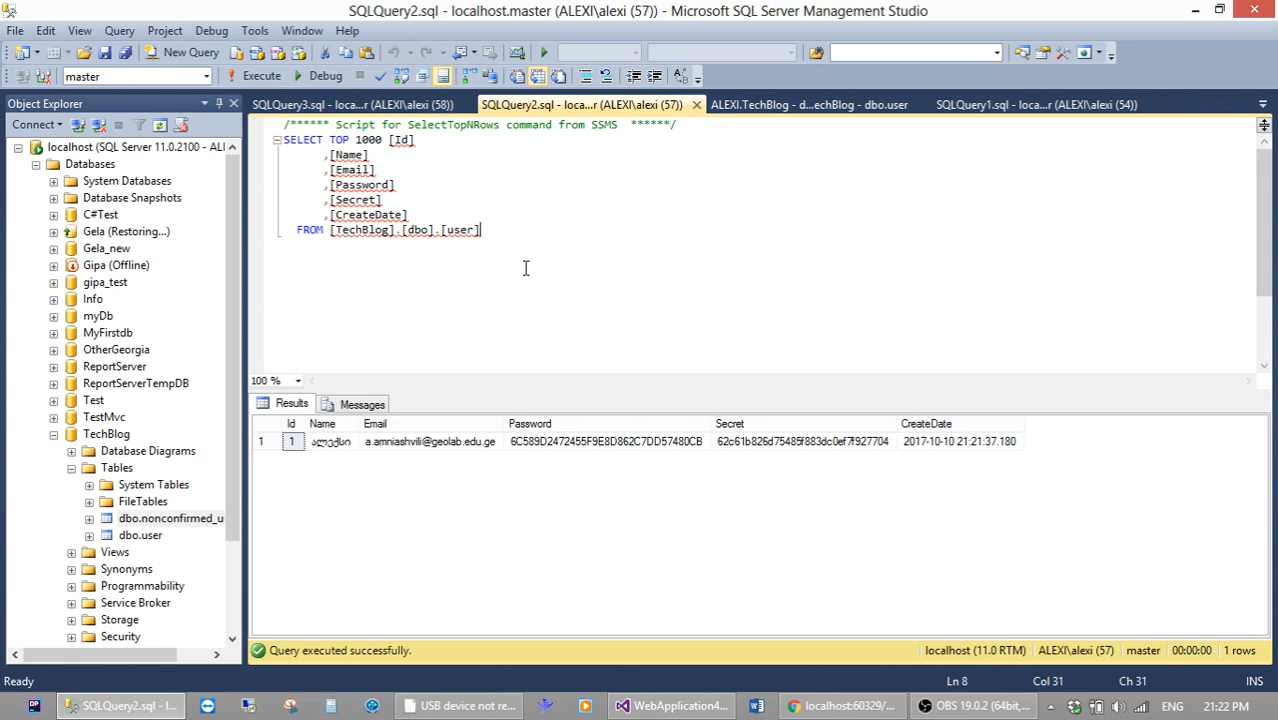 SQLQuery2.sql - localhost.master (ALEXI\alexi (57)) - Microsoft SQL Server Management Studio
File Edit View Query Project Debug Tools Window Help
New Query
master Execute Debug
Object Explorer
SQLQuery3.sql - loca...r (ALEXI\alexi (58)) SQLQuery2.sql - loca...r (ALEXI\alexi (57)) ALEXI.TechBlog - d...echBlog - dbo.user SQLQuery1.sql - loca...r (ALEXI\alexi (54))
Connect
localhost (SQL Server 11.0.2100
Databases
System Databases
Database Snapshots
C#Test
Gela (Restoring...)
Gela_new
Gipa (Offline)
gipa_test
Info
myDb
MyFirstdb
OtherGeorgia
ReportServer
ReportServerTempDB
Test
TestMvc
TechBlog
Database Diagrams
Tables
System Tables
FileTables
dbo.nonconfirmed_u
dbo.user
Views
Synonyms
Programmability
Service Broker
Storage
Security
/****** Script for SelectTopNRows command from SSMS ******/
SELECT TOP 1000 [Id]
,[Name]
,[Email]
,[Password]
,[Secret]
,[CreateDate]
FROM [TechBlog].[dbo].[user]
100 %
Results Messages
Id Name Email Password Secret CreateDate
1 1 ალექსი a.amniashvili@geolab.edu.ge 6C589D2472455F9E8D862C7DD57480CB 62c61b826d75485f883dc0ef7f927704 2017-10-10 21:21:37.180
Query executed successfully. localhost (11.0 RTM) ALEXI\alexi (57) master 00:00:00 1 rows
Ready Ln 8 Col 31 Ch 31 INS
SQLQuery2.sql - l... USB device not re... WebApplication4... localhost:60329/... OBS 19.0.2 (64bit,... ENG 21:22 PM